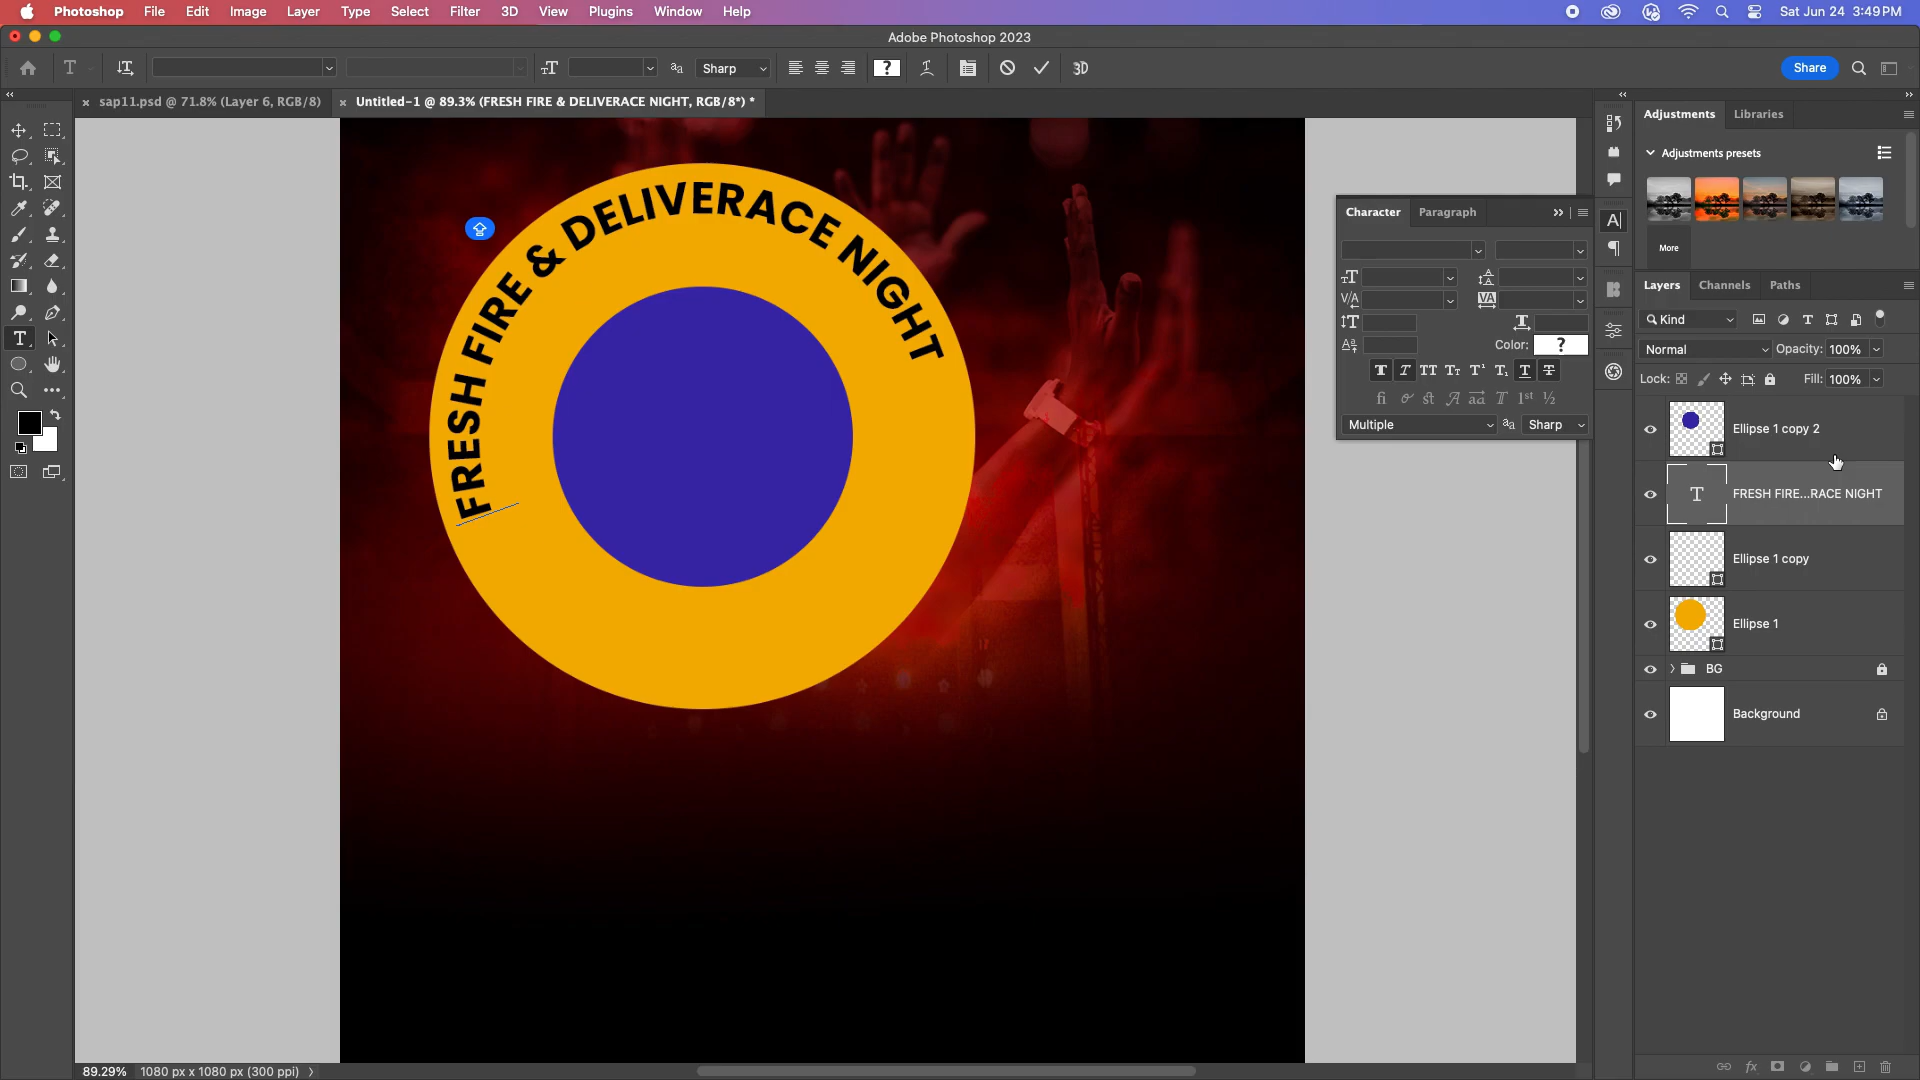 Photoshop File Edit Image Layer Type Select Filter 3D View Plugins Window Help Sat Jun 24 3:49 PM
Adobe Photoshop 2023
Sharp 3D Share
sap11.psd @ 71.8% (Layer 6, RGB/8)
Untitled-1 @ 89.3% (FRESH FIRE & DELIVERACE NIGHT, RGB/8*) *
FRESH FIRE & DELIVERACE NIGHT
Character Paragraph
Color: ?
Multiple Sharp
Adjustments Libraries
Adjustments presets
More
Layers Channels Paths
Kind
Normal Opacity: 100%
Lock: Fill: 100%
Ellipse 1 copy 2
FRESH FIRE...RACE NIGHT
Ellipse 1 copy
Ellipse 1
BG
Background
89.29% 1080 px x 1080 px (300 ppi)